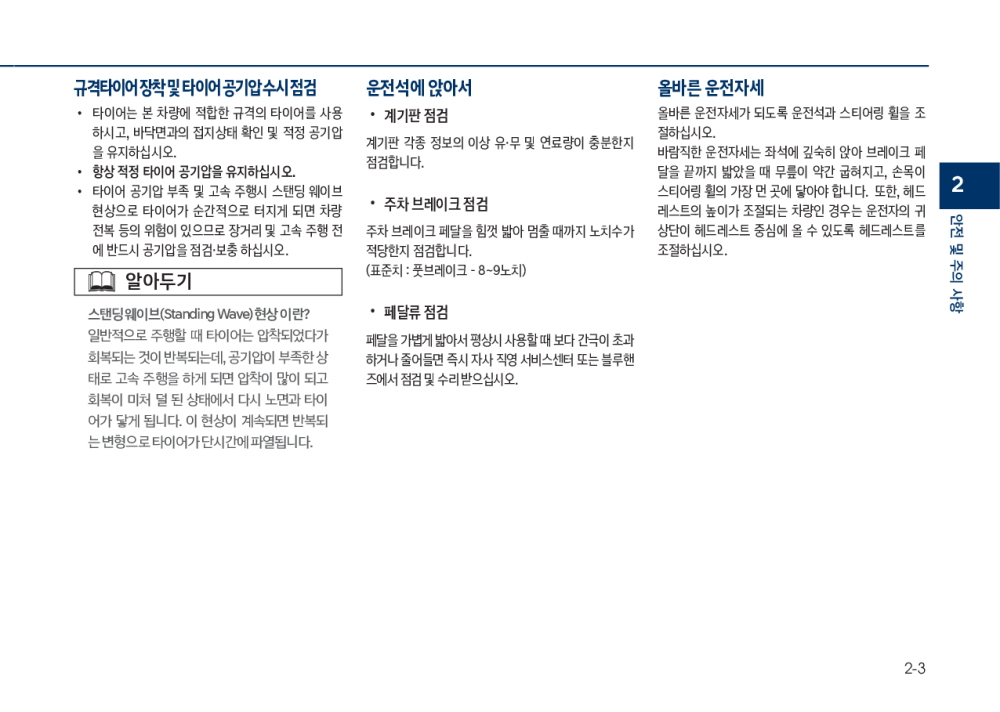 규격타이어 장착 및 타이어 공기압 수시 점검
• 타이어는 본 차량에 적합한 규격의 타이어를 사용
하시고, 바닥면과의 접지상태 확인 및 적정 공기압
을 유지하십시오.
• 항상 적정 타이어 공기압을 유지하십시오.
• 타이어 공기압 부족 및 고속 주행시 스탠딩 웨이브
현상으로 타이어가 순간적으로 터지게 되면 차량
전복 등의 위험이 있으므로 장거리 및 고속 주행 전
에 반드시 공기압을 점검·보충 하십시오.
알아두기
스탠딩 웨이브(Standing Wave) 현상 이란?
일반적으로 주행할 때 타이어는 압착되었다가
회복되는 것이 반복되는데, 공기압이 부족한 상
태로 고속 주행을 하게 되면 압착이 많이 되고
회복이 미처 덜 된 상태에서 다시 노면과 타이
어가 닿게 됩니다. 이 현상이 계속되면 반복되
는 변형으로 타이어가 단시간에 파열됩니다.
운전석에 앉아서
• 계기판 점검
계기판 각종 정보의 이상 유·무 및 연료량이 충분한지
점검합니다.
• 주차 브레이크 점검
주차 브레이크 페달을 힘껏 밟아 멈출 때까지 노치수가
적당한지 점검합니다.
(표준치 : 풋브레이크 - 8~9노치)
• 페달류 점검
페달을 가볍게 밟아서 평상시 사용할 때 보다 간극이 초과
하거나 줄어들면 즉시 자사 직영 서비스센터 또는 블루핸
즈에서 점검 및 수리 받으십시오.
올바른 운전자세
올바른 운전자세가 되도록 운전석과 스티어링 휠을 조
절하십시오.
바람직한 운전자세는 좌석에 깊숙히 앉아 브레이크 페
달을 끝까지 밟았을 때 무릎이 약간 굽혀지고, 손목이
스티어링 휠의 가장 먼 곳에 닿아야 합니다. 또한, 헤드
레스트의 높이가 조절되는 차량인 경우는 운전자의 귀
상단이 헤드레스트 중심에 올 수 있도록 헤드레스트를
조절하십시오.
2
안전 및 주의 사항
2-3